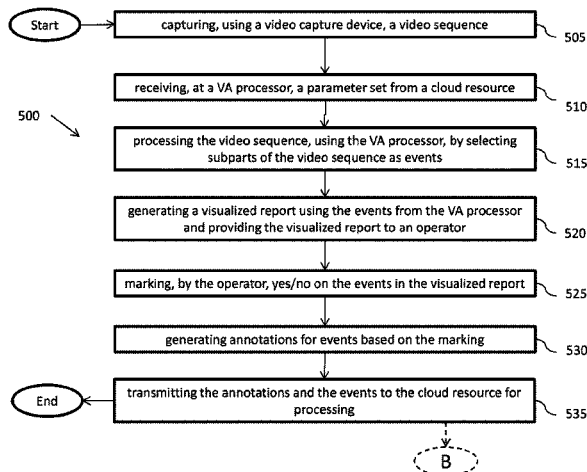 Start
capturing, using a video capture device, a video sequence
505
receiving, at a VA processor, a parameter set from a cloud resource
510
500
processing the video sequence, using the VA processor, by selecting
subparts of the video sequence as events
515
generating a visualized report using the events from the VA processor
and providing the visualized report to an operator
520
marking, by the operator, yes/no on the events in the visualized report
525
generating annotations for events based on the marking
530
End
transmitting the annotations and the events to the cloud resource for
processing
535
B